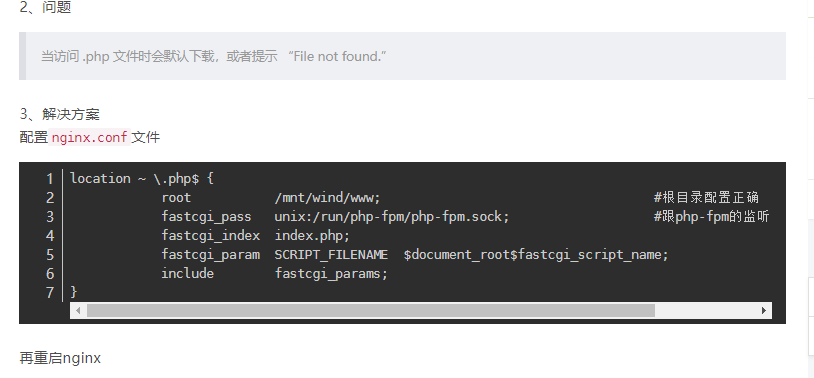 2、问题
当访问 .php 文件时会默认下载，或者提示 “File not found.”
3、解决方案
配置 nginx.conf 文件
1 location ~ \.php$ {
2 root /mnt/wind/www; #根目录配置正确
3 fastcgi_pass unix:/run/php-fpm/php-fpm.sock; #跟php-fpm的监听
4 fastcgi_index index.php;
5 fastcgi_param SCRIPT_FILENAME $document_root$fastcgi_script_name;
6 include fastcgi_params;
7 }
再重启nginx